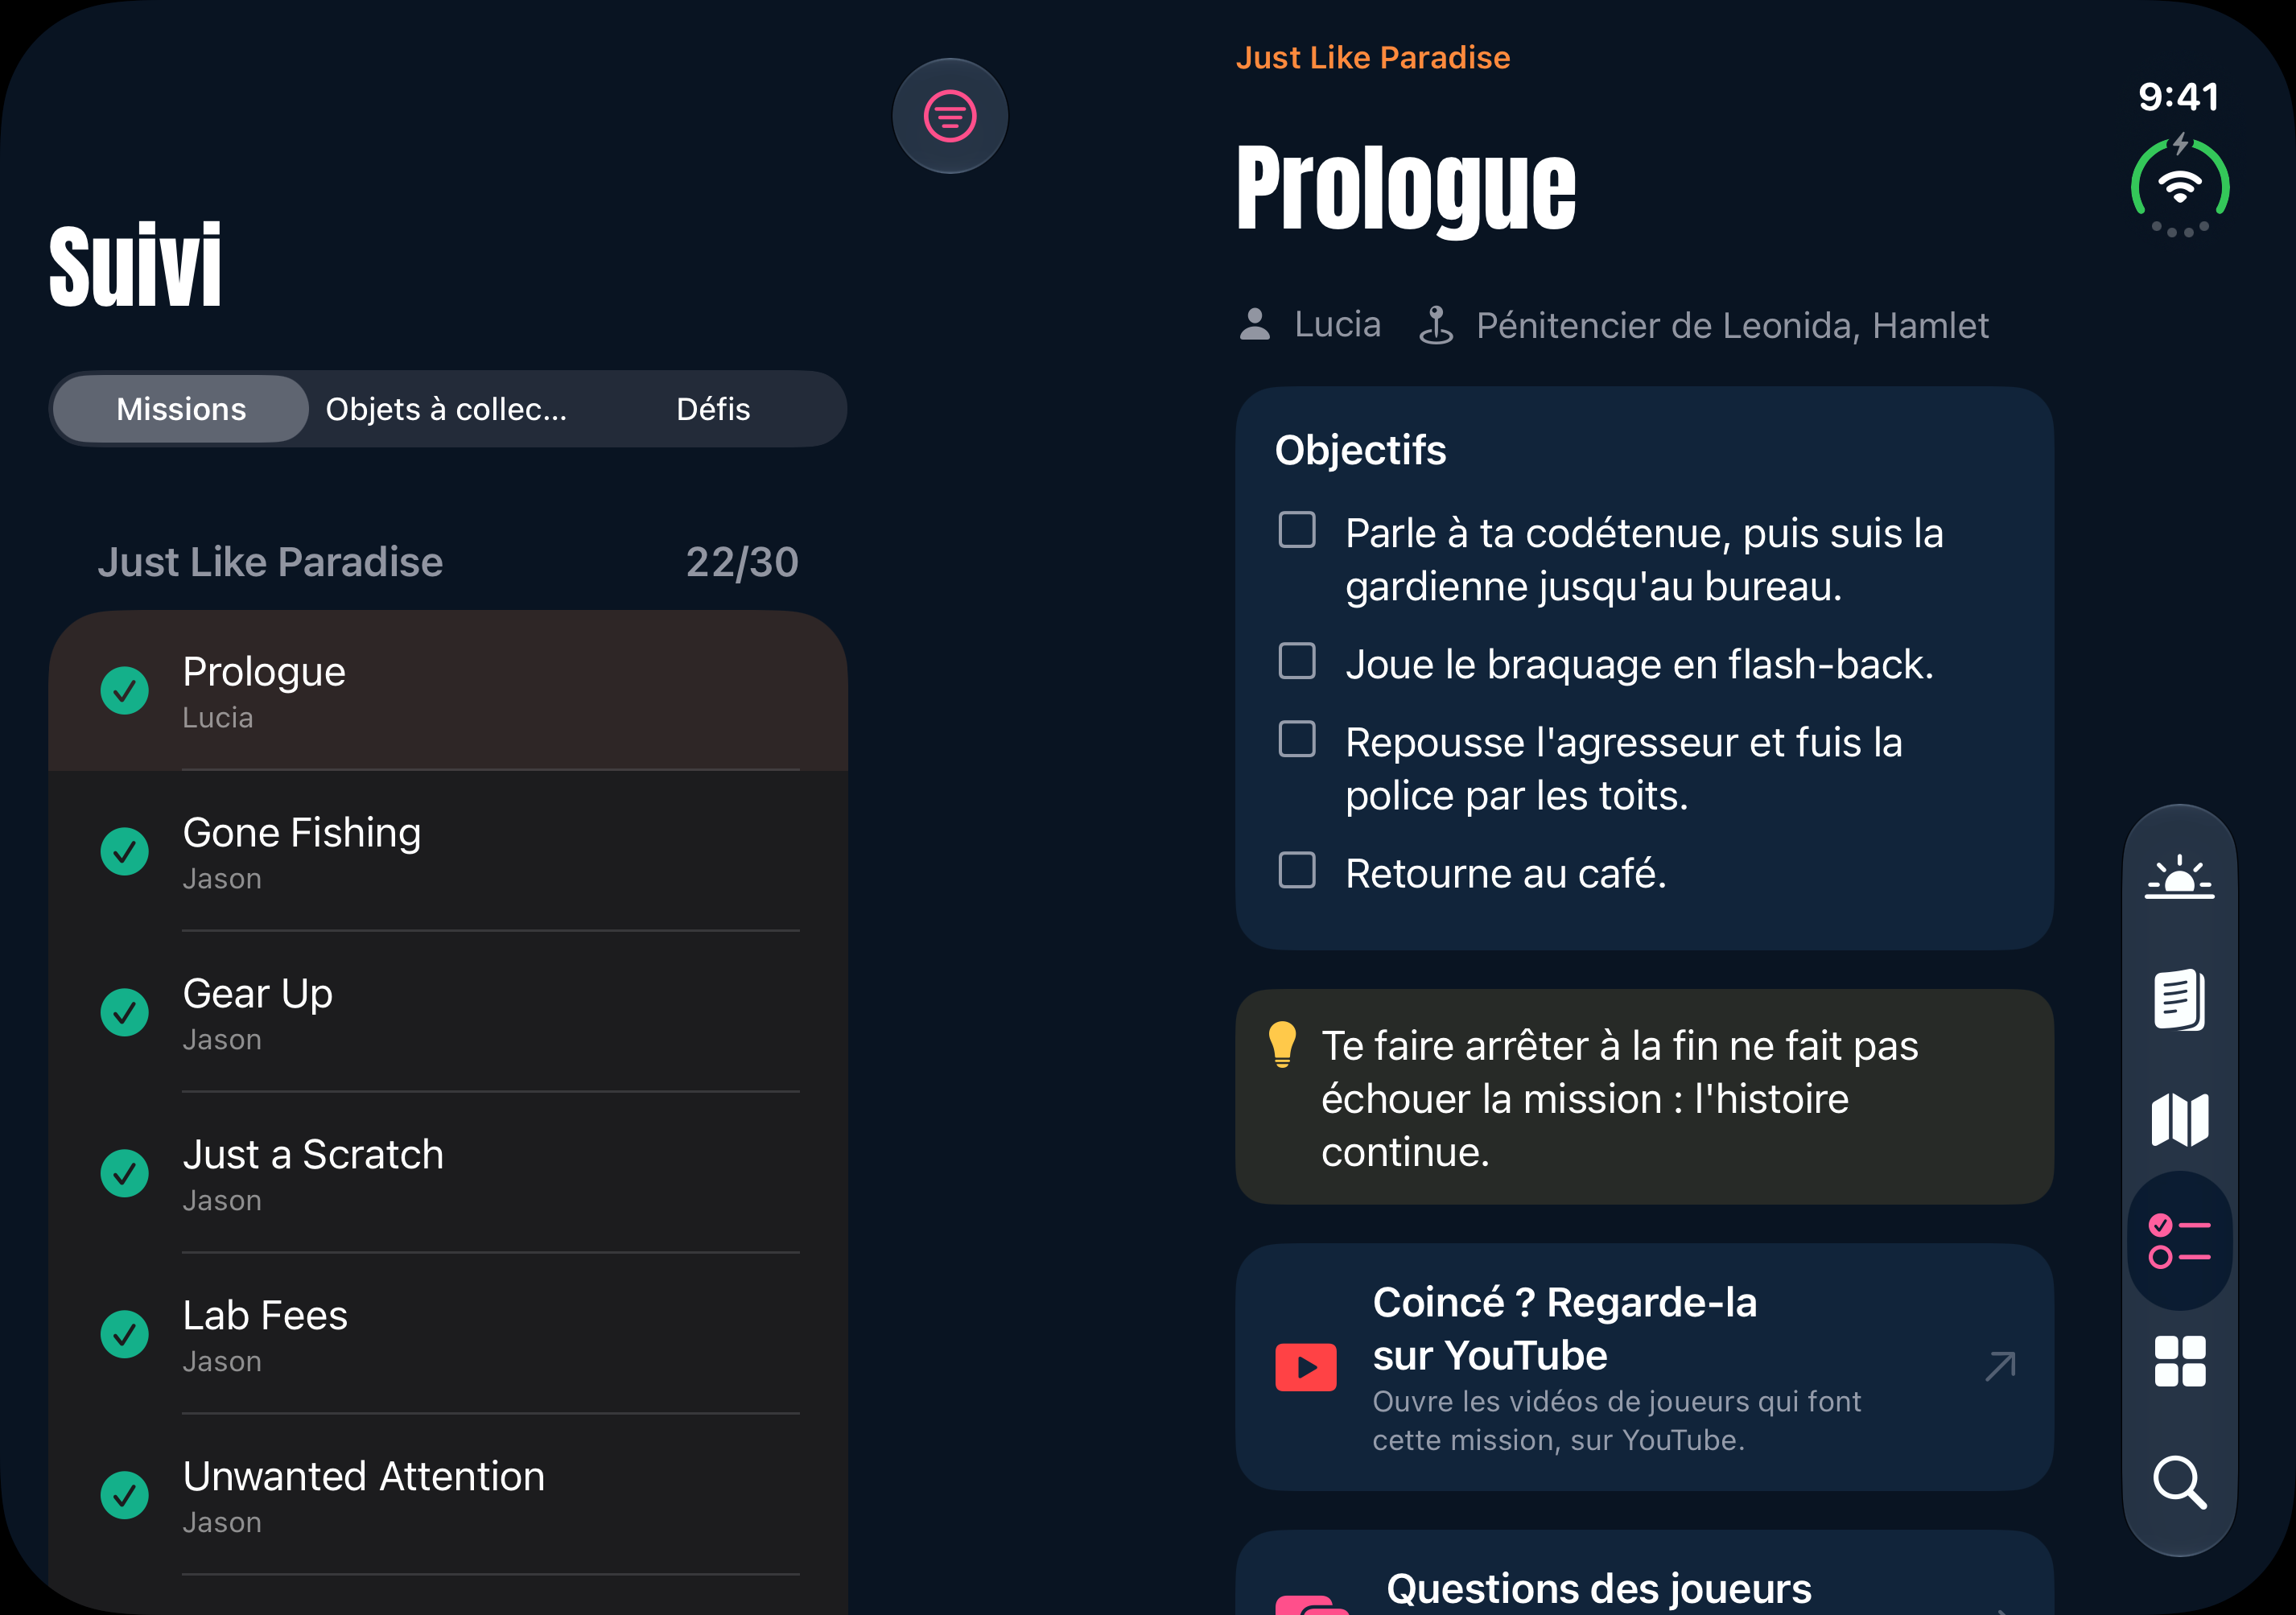 Suivi
Missions
Objets à collec...
Défis
Just Like Paradise
22/30
Prologue
Lucia
Gone Fishing
Jason
Gear Up
Jason
Just a Scratch
Jason
Lab Fees
Jason
Unwanted Attention
Jason
Just Like Paradise
Prologue
Lucia
Pénitencier de Leonida, Hamlet
Objectifs
Parle à ta codétenue, puis suis la
gardienne jusqu'au bureau.
Joue le braquage en flash-back.
Repousse l'agresseur et fuis la
police par les toits.
Retourne au café.
Te faire arrêter à la fin ne fait pas
échouer la mission : l'histoire
continue.
Coincé ? Regarde-la
sur YouTube
Ouvre les vidéos de joueurs qui font
cette mission, sur YouTube.
Questions des joueurs
9:41